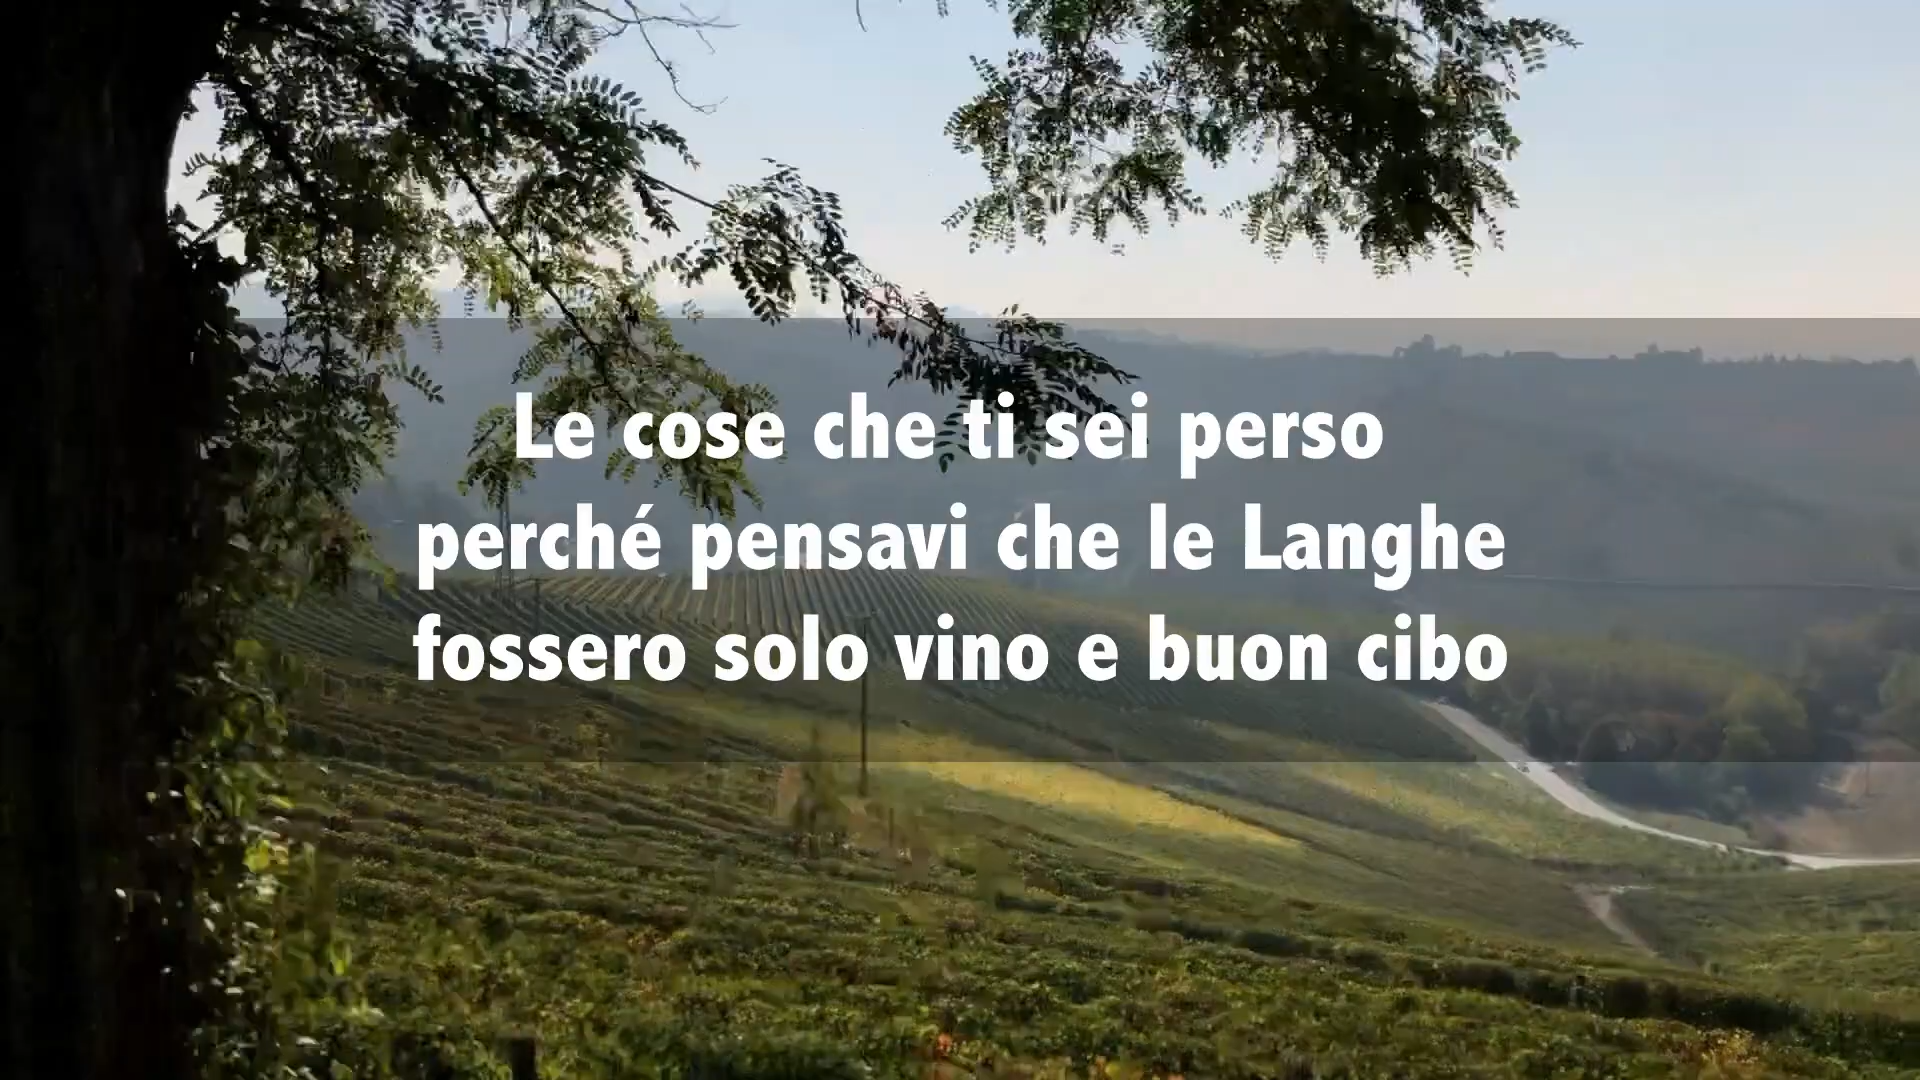 Le cose che ti sei perso
perché pensavi che le Langhe
fossero solo vino e buon cibo